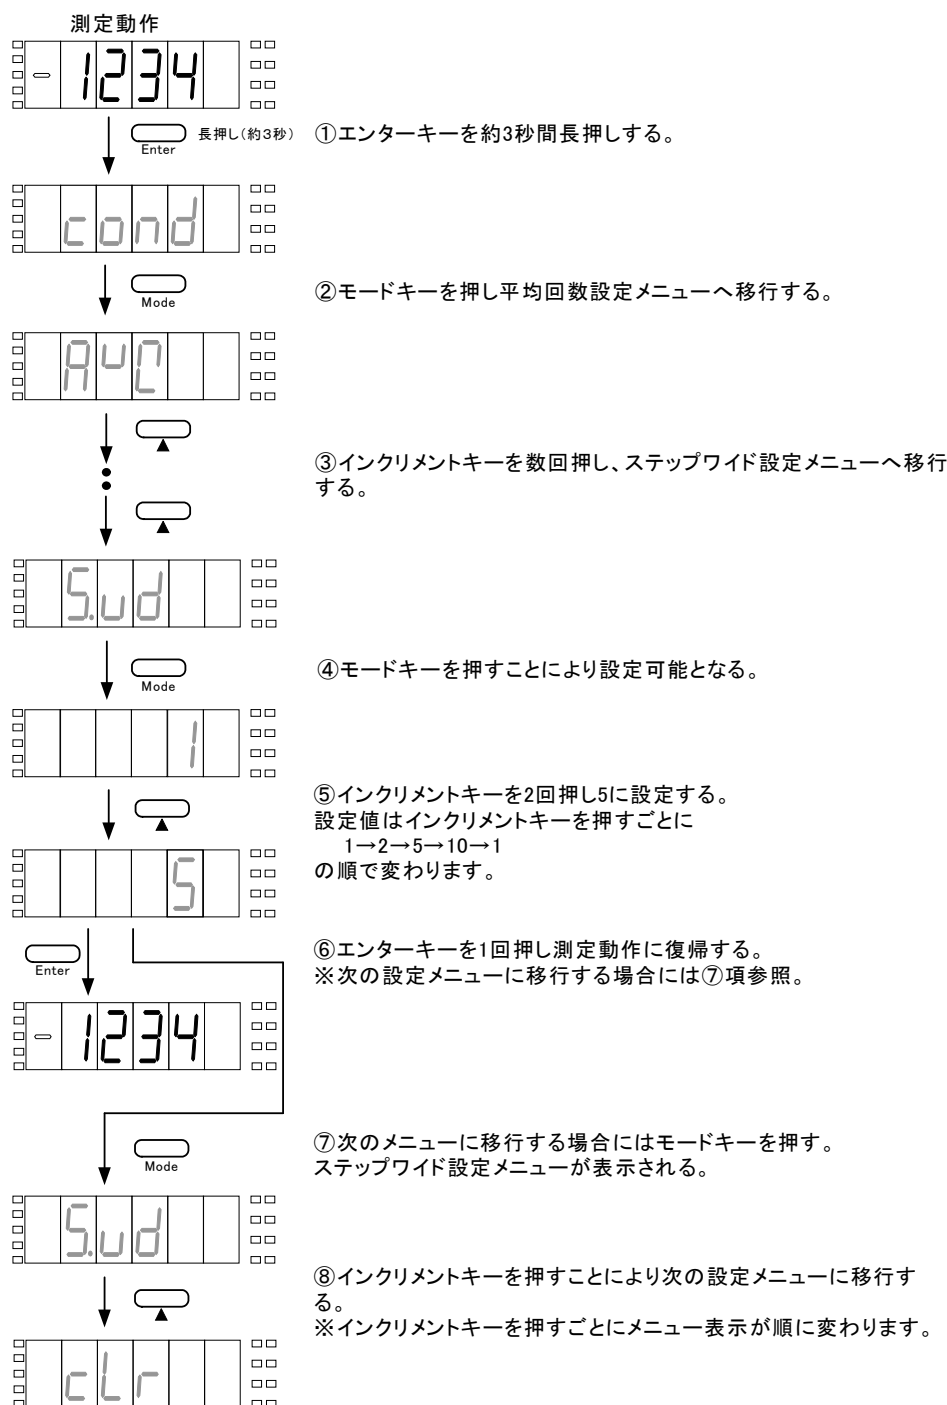 測定動作
- 1234
長押し(約3秒)
Enter
①エンターキーを約3秒間長押しする。
cond
Mode
②モードキーを押し平均回数設定メニューへ移行する。
③インクリメントキーを数回押し、ステップワイド設定メニューへ移行
する。
S.ud
Mode
④モードキーを押すことにより設定可能となる。
1
⑤インクリメントキーを2回押し5に設定する。
設定値はインクリメントキーを押すごとに
1→2→5→10→1
の順で変わります。
5
Enter
⑥エンターキーを1回押し測定動作に復帰する。
※次の設定メニューに移行する場合には⑦項参照。
- 1234
Mode
⑦次のメニューに移行する場合にはモードキーを押す。
ステップワイド設定メニューが表示される。
S.ud
⑧インクリメントキーを押すことにより次の設定メニューに移行す
る。
※インクリメントキーを押すごとにメニュー表示が順に変わります。
cLr